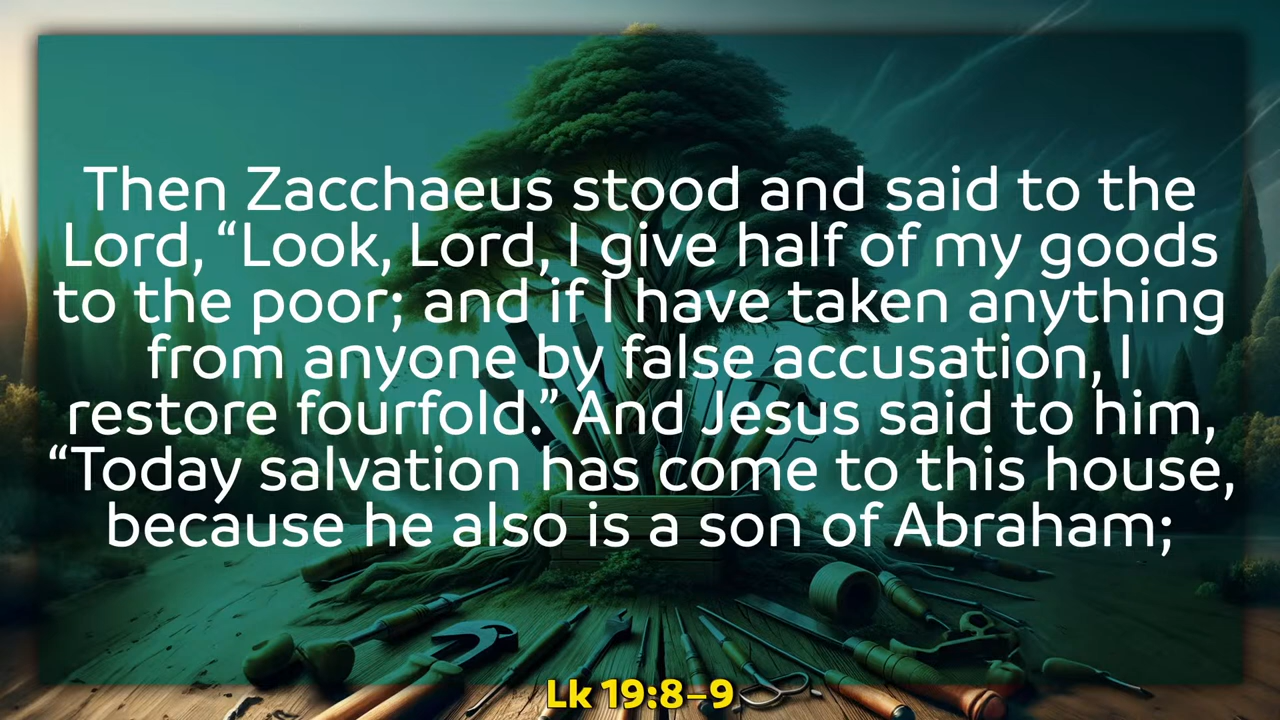 Then Zacchaeus stood and said to the
Lord, “Look, Lord, I give half of my goods
to the poor; and if I have taken anything
from anyone by false accusation, I
restore fourfold.” And Jesus said to him,
“Today salvation has come to this house,
because he also is a son of Abraham;
Lk 19:8–9